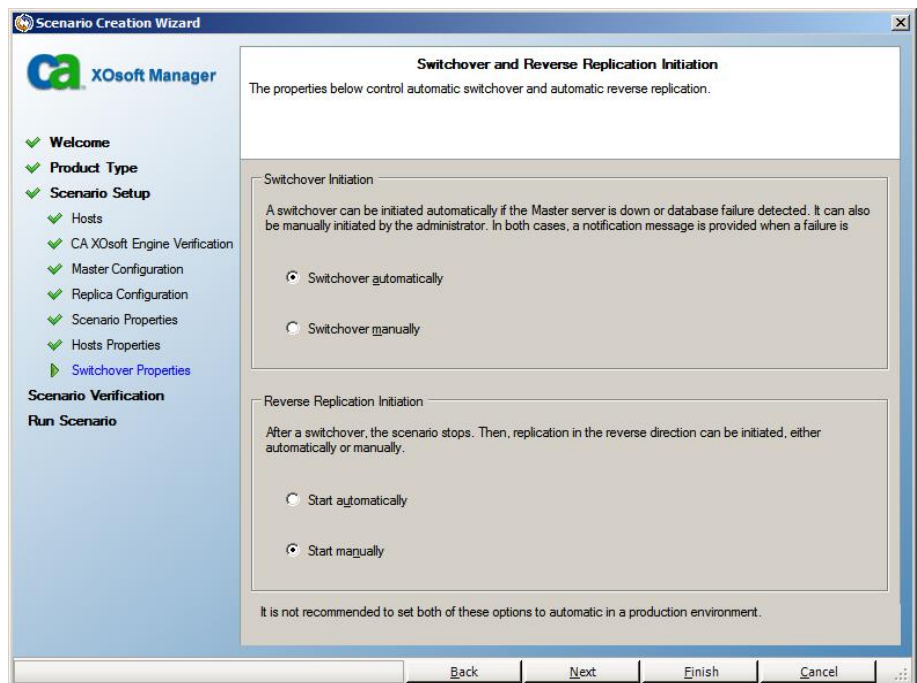 Scenario Creation Wizard
ca XOsoft Manager
Welcome
Product Type
Scenario Setup
Hosts
CA XOsoft Engine Verification
Master Configuration
Replica Configuration
Scenario Properties
Hosts Properties
Switchover Properties
Scenario Verification
Run Scenario
Switchover and Reverse Replication Initiation
The properties below control automatic switchover and automatic reverse replication.
Switchover Initiation
A switchover can be initiated automatically if the Master server is down or database failure detected. It can also
be manually initiated by the administrator. In both cases, a notification message is provided when a failure is
Switchover automatically
Switchover manually
Reverse Replication Initiation
After a switchover, the scenario stops. Then, replication in the reverse direction can be initiated, either
automatically or manually.
Start automatically
Start manually
It is not recommended to set both of these options to automatic in a production environment.
Back Next Finish Cancel